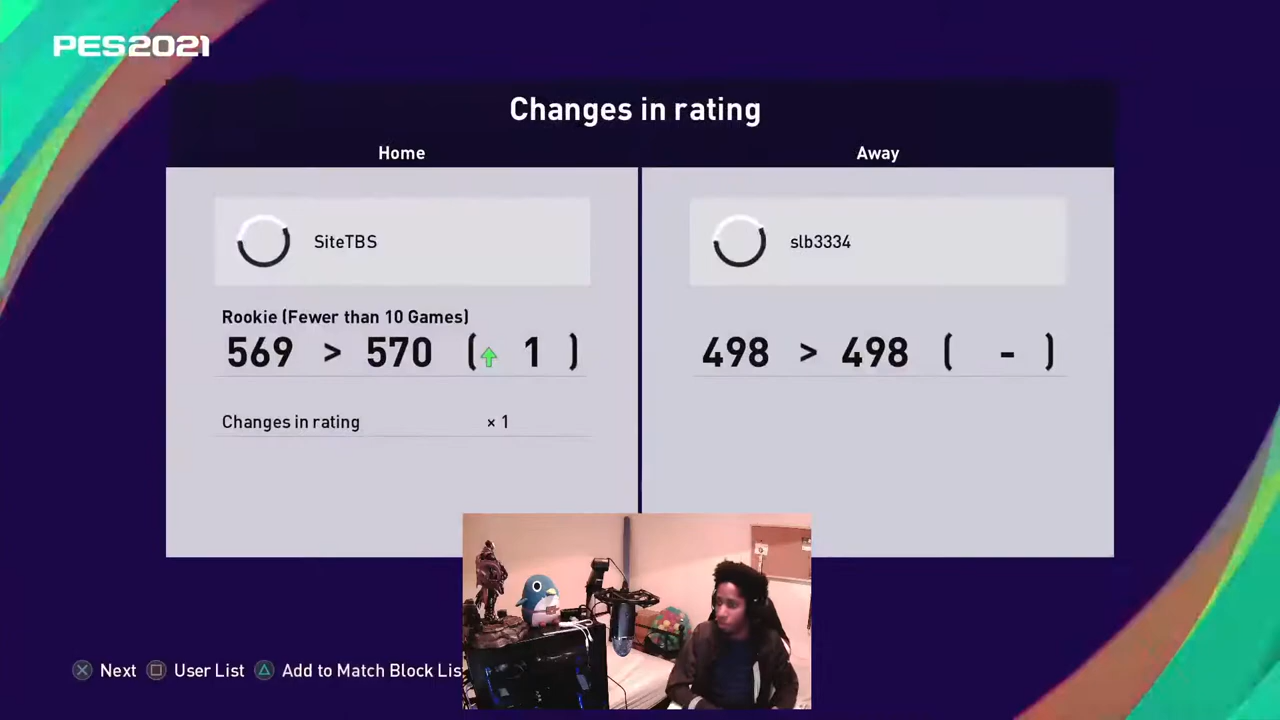 PES2021
Changes in rating
Home
Away
SiteTBS
slb3334
Rookie (Fewer than 10 Games)
569 > 570 ( 1 )
498 > 498 ( - )
Changes in rating × 1
Next User List Add to Match Block Lis